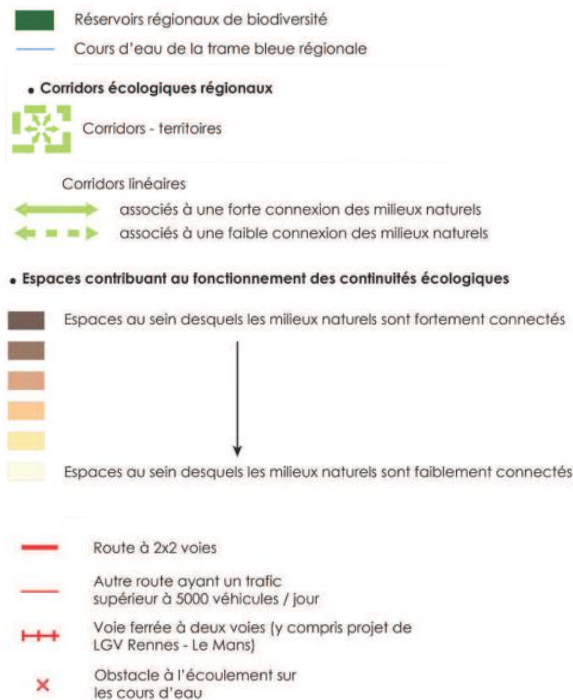 Réservoirs régionaux de biodiversité
Cours d'eau de la trame bleue régionale
• Corridors écologiques régionaux
Corridors - territoires
Corridors linéaires
associés à une forte connexion des milieux naturels
associés à une faible connexion des milieux naturels
• Espaces contribuant au fonctionnement des continuités écologiques
Espaces au sein desquels les milieux naturels sont fortement connectés
Espaces au sein desquels les milieux naturels sont faiblement connectés
Route à 2x2 voies
Autre route ayant un trafic
supérieur à 5000 véhicules / jour
Voie ferrée à deux voies (y compris projet de
LGV Rennes - Le Mans)
Obstacle à l'écoulement sur
les cours d'eau